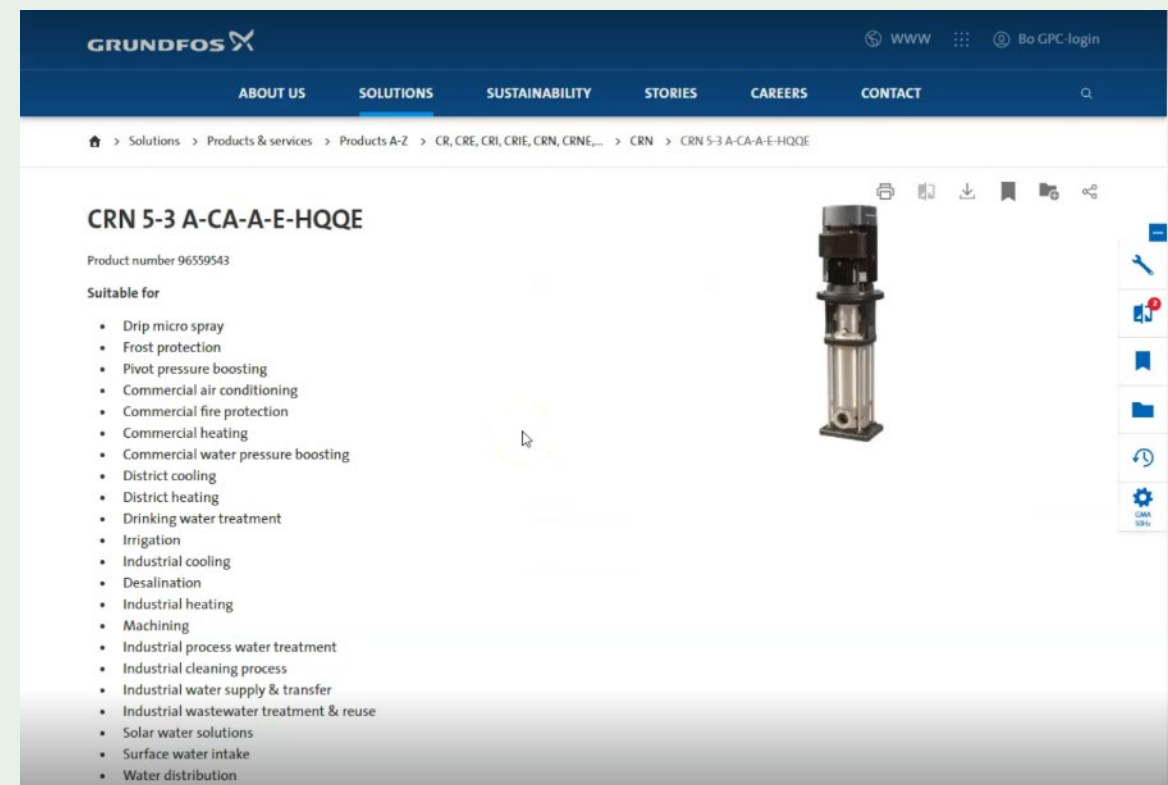 GRUNDFOS
WWW
Bo GPC-login
ABOUT US SOLUTIONS SUSTAINABILITY STORIES CAREERS CONTACT
> Solutions > Products & services > Products A-Z > CR, CRE, CRI, CRIE, CRN, CRNE,... > CRN > CRN 5-3 A-CA-A-E-HQQE
CRN 5-3 A-CA-A-E-HQQE
Product number 96559543
Suitable for
• Drip micro spray
• Frost protection
• Pivot pressure boosting
• Commercial air conditioning
• Commercial fire protection
• Commercial heating
• Commercial water pressure boosting
• District cooling
• District heating
• Drinking water treatment
• Irrigation
• Industrial cooling
• Desalination
• Industrial heating
• Machining
• Industrial process water treatment
• Industrial cleaning process
• Industrial water supply & transfer
• Industrial wastewater treatment & reuse
• Solar water solutions
• Surface water intake
• Water distribution
2
GMA
50Hz